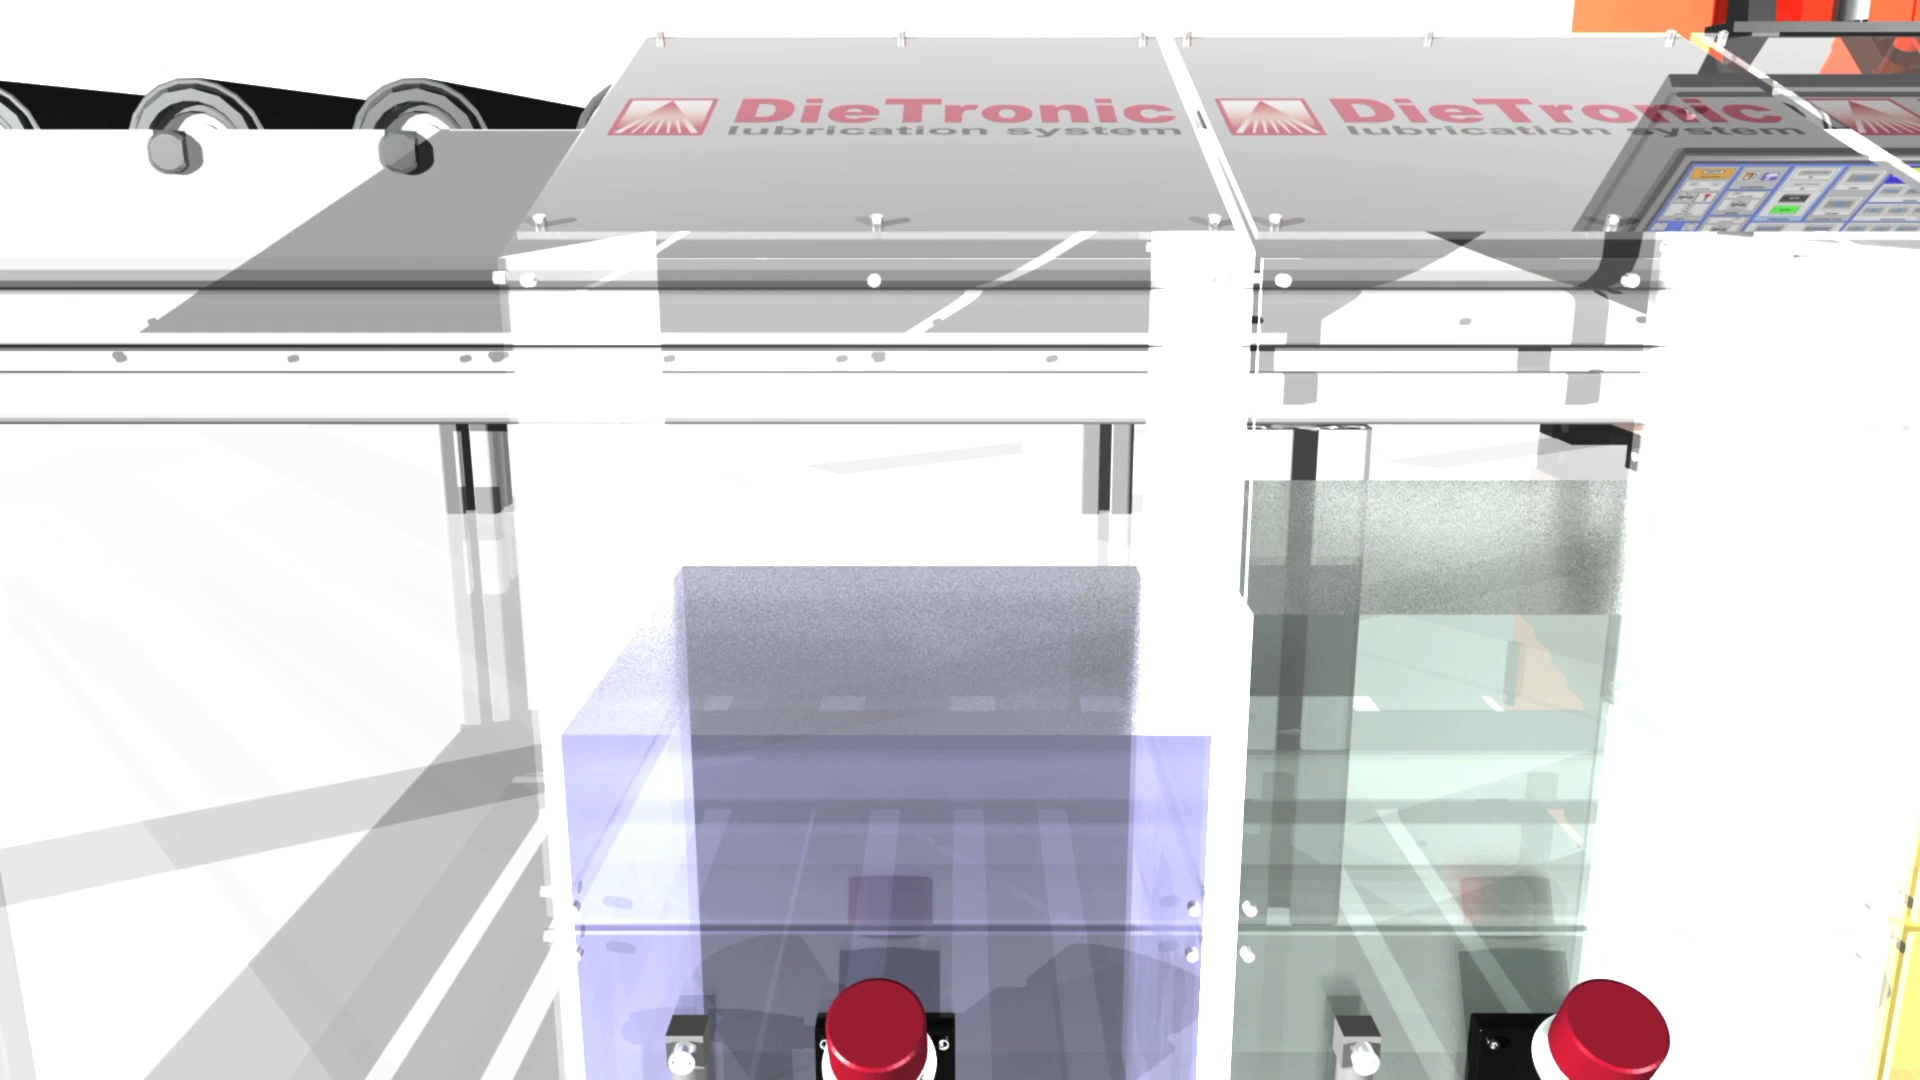 DieTronic
lubrication system
DieTronic
lubrication system